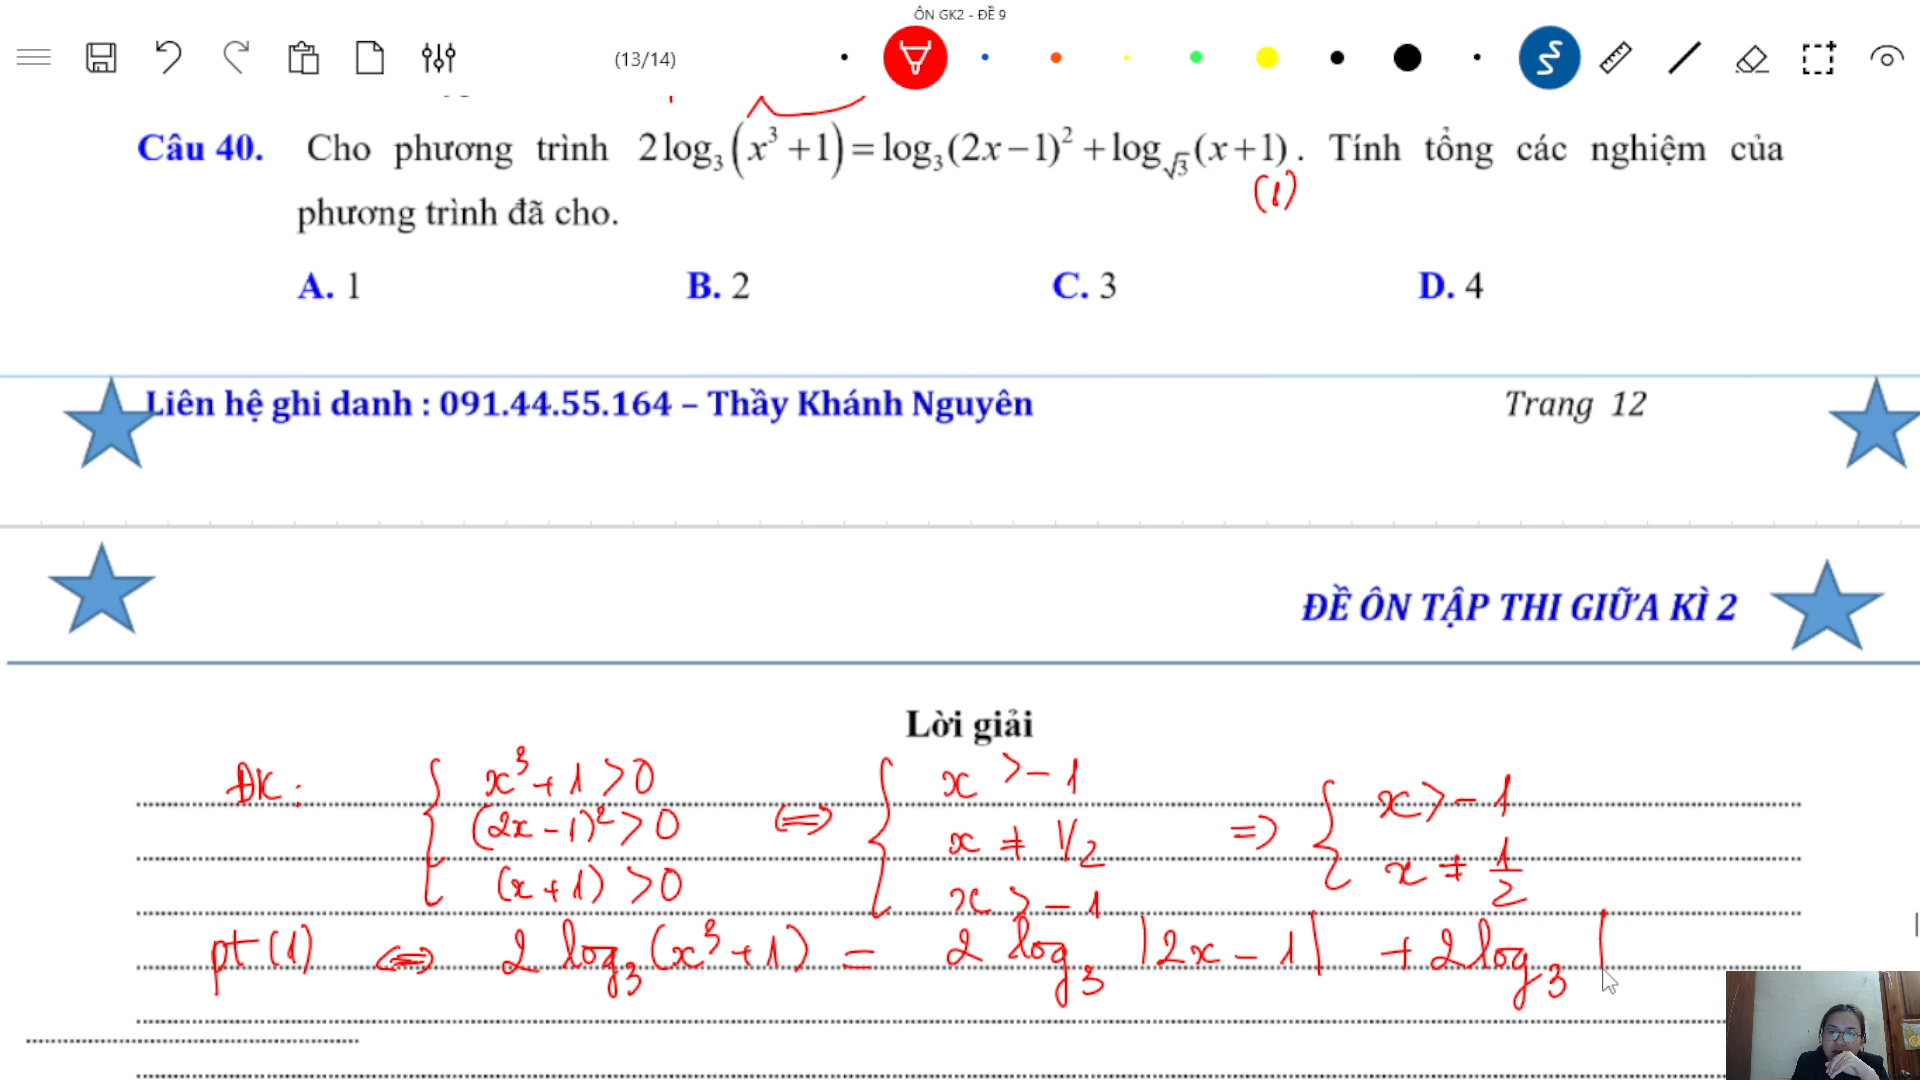 ÔN GK2 - ĐỀ 9
(13/14)
Câu 40. Cho phương trình 2log₃(x³+1)=log₃(2x−1)²+log_√3(x+1). Tính tổng các nghiệm của
(1)
phương trình đã cho.
A. 1 B. 2 C. 3 D. 4
Liên hệ ghi danh : 091.44.55.164 – Thầy Khánh Nguyên Trang 12
ĐỀ ÔN TẬP THI GIỮA KÌ 2
Lời giải
ĐK: { x³+1>0 ⇔ { x>-1 ⇒ { x>-1
(2x-1)²>0 x ≠ 1/2 x ≠ 1/2
(x+1)>0 x>-1
pt(1) ⇔ 2 log₃(x³+1) = 2 log₃|2x-1| + 2log₃|